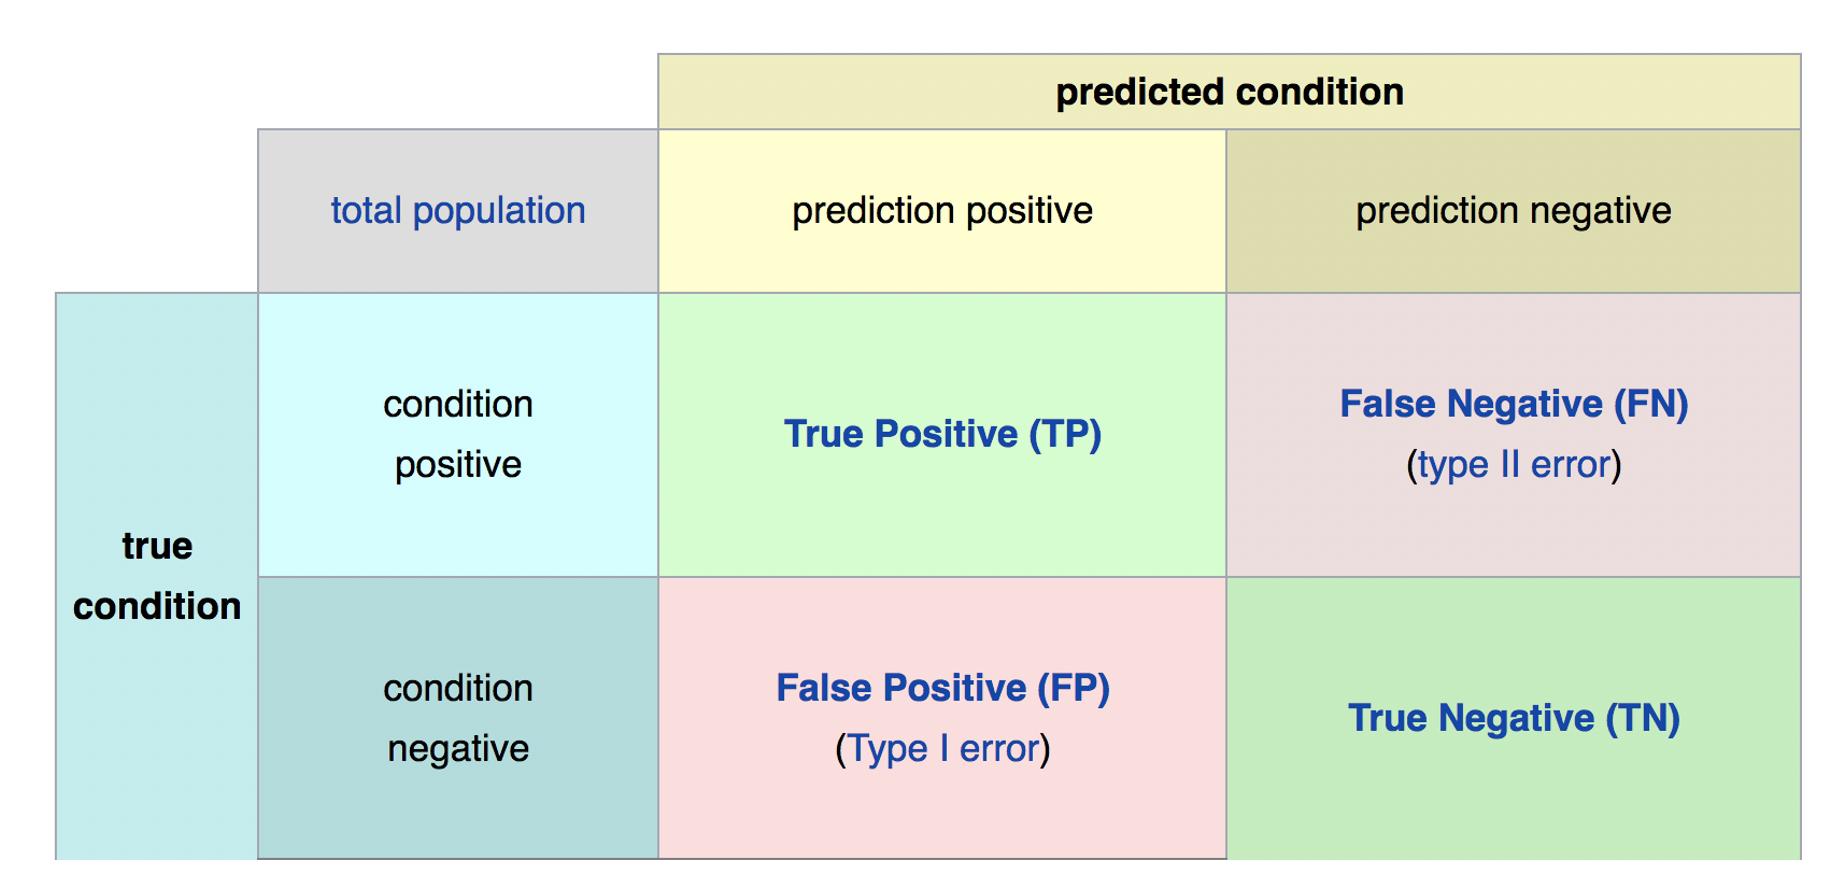 predicted condition
total population
prediction positive
prediction negative
true
condition
condition
positive
True Positive (TP)
False Negative (FN)
(type II error)
condition
negative
False Positive (FP)
(Type I error)
True Negative (TN)